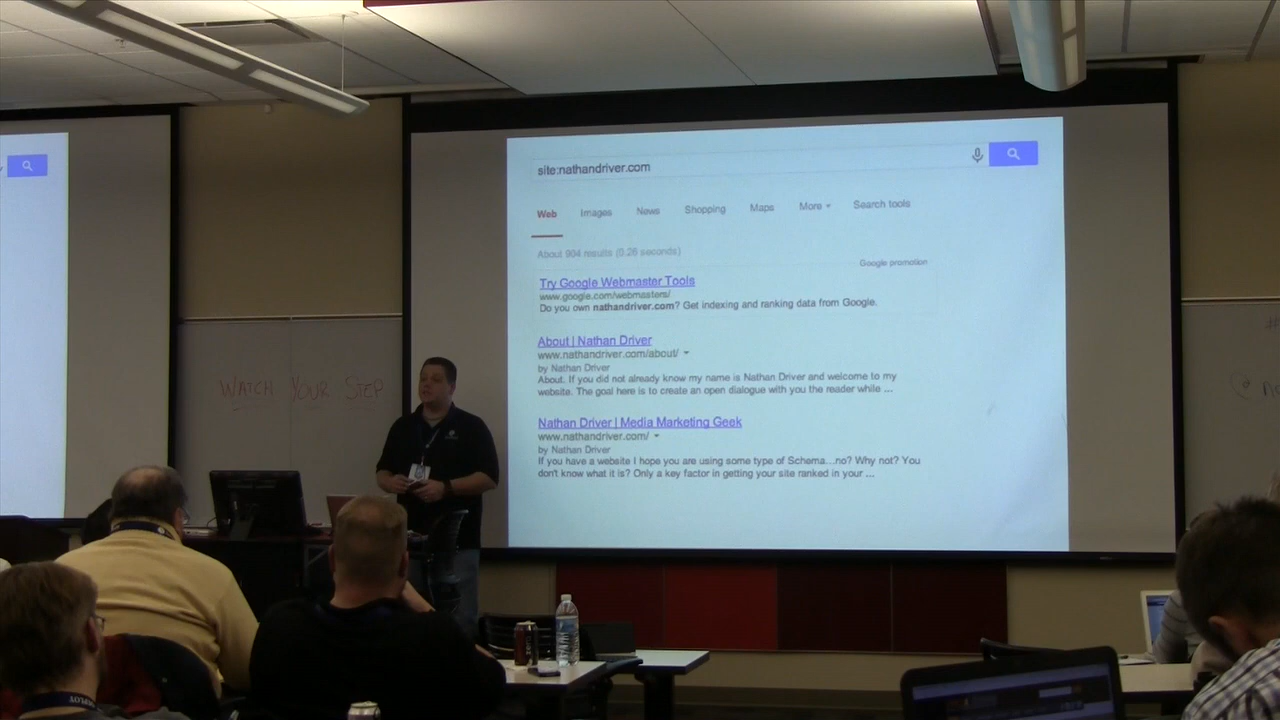 site:nathandriver.com
Web Images News Shopping Maps More Search tools
About 904 results (0.26 seconds)
Google promotion
Try Google Webmaster Tools
www.google.com/webmasters/
Do you own nathandriver.com? Get indexing and ranking data from Google.
About | Nathan Driver
www.nathandriver.com/about/
by Nathan Driver
About. If you did not already know my name is Nathan Driver and welcome to my
website. The goal here is to create an open dialogue with you the reader while ...
Nathan Driver | Media Marketing Geek
www.nathandriver.com/
by Nathan Driver
If you have a website I hope you are using some type of Schema...no? Why not? You
don't know what it is? Only a key factor in getting your site ranked in your ...
WATCH YOUR STEP